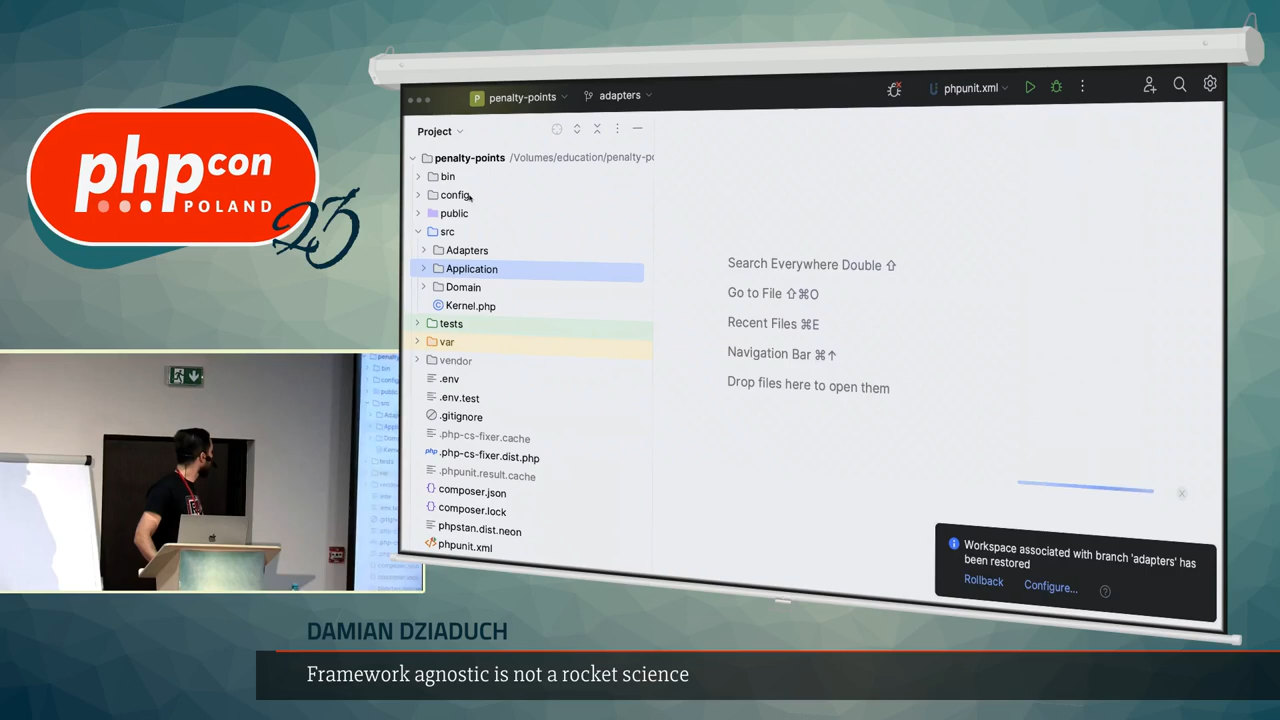 phpcon
POLAND
23
penalty-points
adapters
phpunit.xml
Project
penalty-points /Volumes/education/penalty-po
bin
config
public
src
Adapters
Application
Domain
Kernel.php
tests
var
vendor
.env
.env.test
.gitignore
.php-cs-fixer.cache
php .php-cs-fixer.dist.php
.phpunit.result.cache
composer.json
composer.lock
phpstan.dist.neon
phpunit.xml
Search Everywhere Double ⇧
Go to File ⇧⌘O
Recent Files ⌘E
Navigation Bar ⌘↑
Drop files here to open them
Workspace associated with branch 'adapters' has
been restored
Rollback Configure...
DAMIAN DZIADUCH
Framework agnostic is not a rocket science